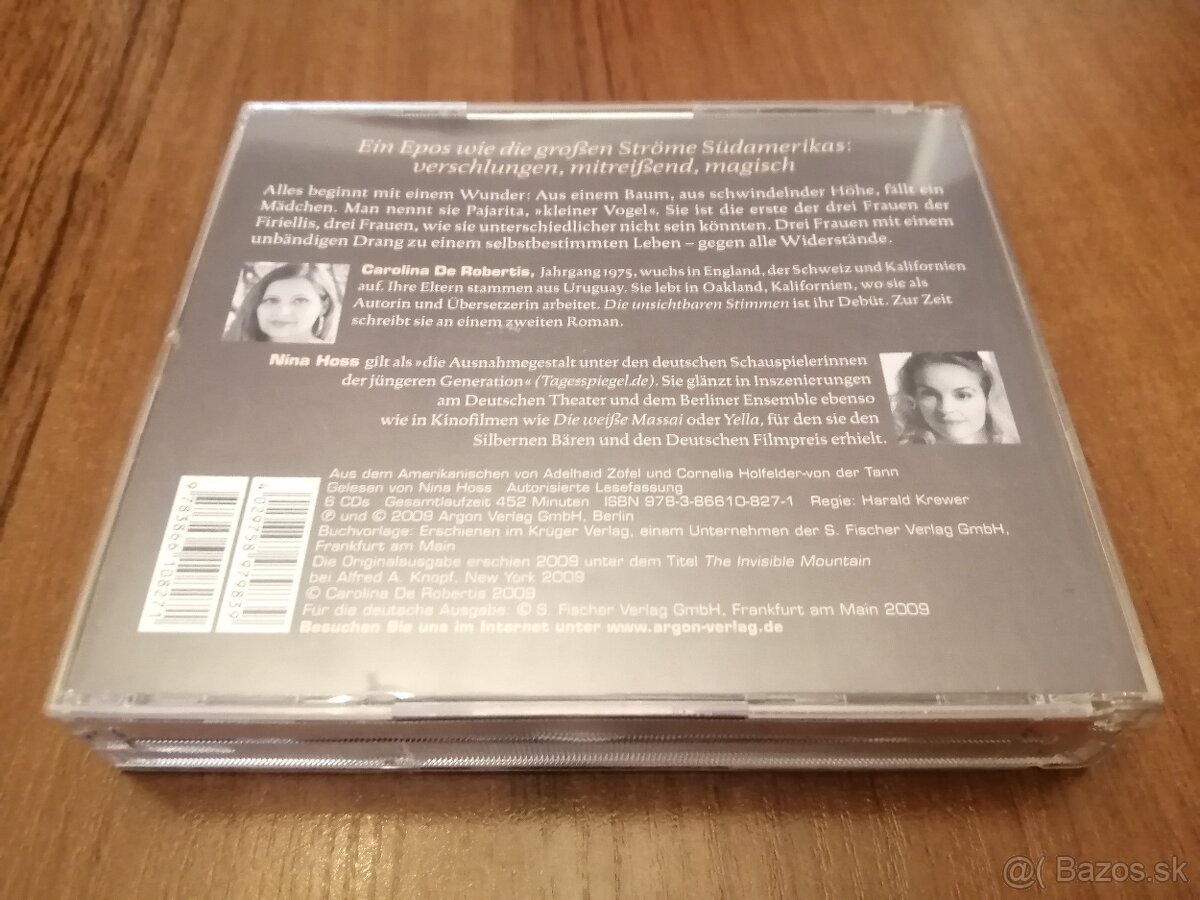 Ein Epos wie die großen Ströme Südamerikas:
verschlungen, mitreißend, magisch
Alles beginnt mit einem Wunder: Aus einem Baum, aus schwindelnder Höhe, fällt ein
Mädchen. Man nennt sie Pajarita, »kleiner Vogel«. Sie ist die erste der drei Frauen der
Firiellis, drei Frauen, wie sie unterschiedlicher nicht sein könnten. Drei Frauen mit einem
unbändigen Drang zu einem selbstbestimmten Leben – gegen alle Widerstände.
Carolina De Robertis, Jahrgang 1975, wuchs in England, der Schweiz und Kalifornien
auf. Ihre Eltern stammen aus Uruguay. Sie lebt in Oakland, Kalifornien, wo sie als
Autorin und Übersetzerin arbeitet. Die unsichtbaren Stimmen ist ihr Debüt. Zur Zeit
schreibt sie an einem zweiten Roman.
Nina Hoss gilt als »die Ausnahmegestalt unter den deutschen Schauspielerinnen
der jüngeren Generation« (Tagesspiegel.de). Sie glänzt in Inszenierungen
am Deutschen Theater und dem Berliner Ensemble ebenso
wie in Kinofilmen wie Die weiße Massai oder Yella, für den sie den
Silbernen Bären und den Deutschen Filmpreis erhielt.
Aus dem Amerikanischen von Adelheid Zöfel und Cornelia Holfelder-von der Tann
Gelesen von Nina Hoss Autorisierte Lesefassung
6 CDs Gesamtlaufzeit 452 Minuten ISBN 978-3-86610-827-1 Regie: Harald Krewer
℗ und © 2009 Argon Verlag GmbH, Berlin
Buchvorlage: Erschienen im Krüger Verlag, einem Unternehmen der S. Fischer Verlag GmbH,
Frankfurt am Main
Die Originalausgabe erschien 2009 unter dem Titel The Invisible Mountain
bei Alfred A. Knopf, New York 2009
© Carolina De Robertis 2009
Für die deutsche Ausgabe: © S. Fischer Verlag GmbH, Frankfurt am Main 2009
Besuchen Sie uns im Internet unter www.argon-verlag.de
9 783866 108271
4 029758 979839
@( Bazos.sk